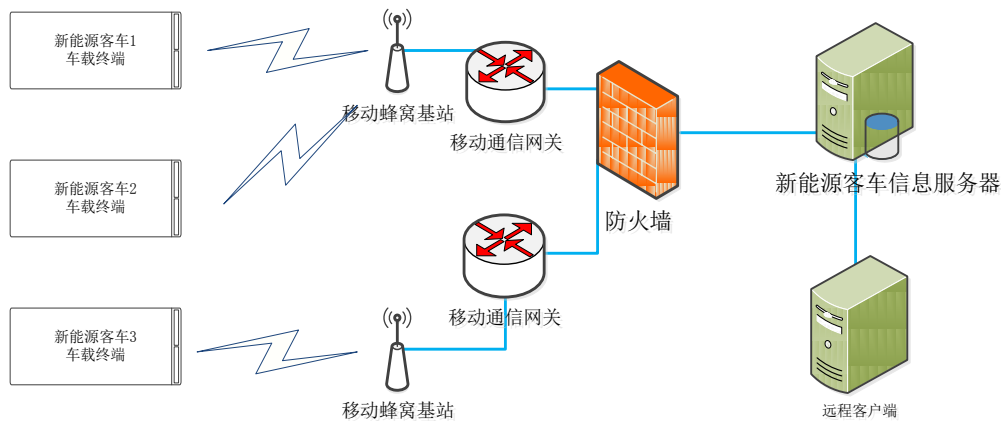 新能源客车1
车载终端
移动蜂窝基站
移动通信网关
新能源客车2
车载终端
防火墙
新能源客车信息服务器
新能源客车3
车载终端
移动通信网关
移动蜂窝基站
远程客户端